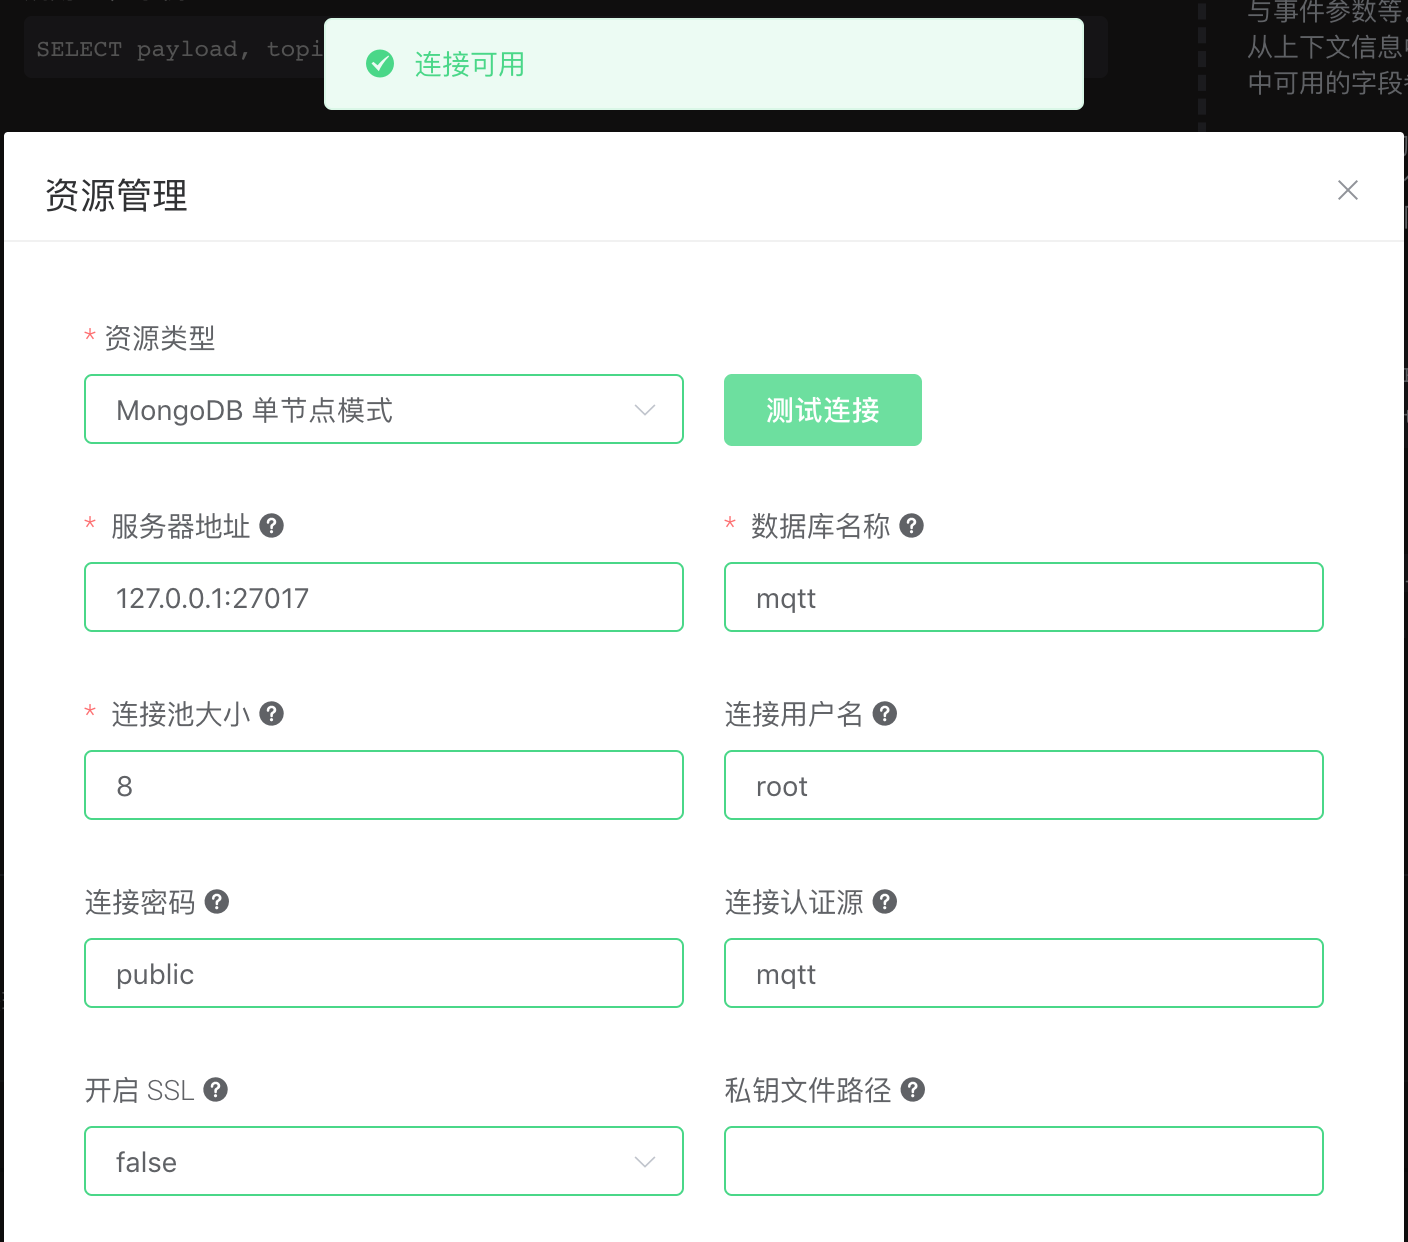 SELECT payload, topi
连接可用
与事件参数等
从上下文信息
中可用的字段
资源管理
* 资源类型
MongoDB 单节点模式
测试连接
* 服务器地址
* 数据库名称
127.0.0.1:27017
mqtt
* 连接池大小
连接用户名
8
root
连接密码
连接认证源
public
mqtt
开启 SSL
私钥文件路径
false